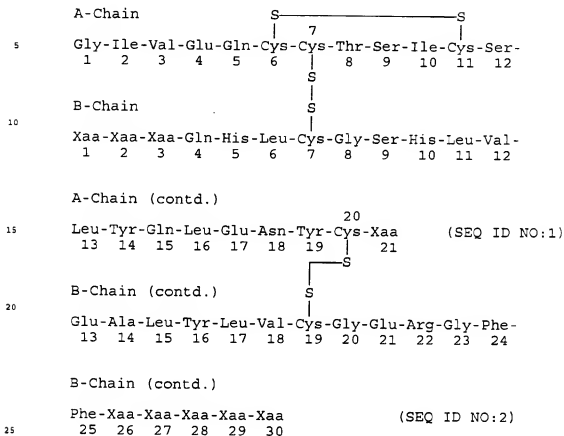 A-Chain
S S
7
5 Gly-Ile-Val-Glu-Gln-Cys-Cys-Thr-Ser-Ile-Cys-Ser-
1 2 3 4 5 6 8 9 10 11 12
S
S
B-Chain
10
Xaa-Xaa-Xaa-Gln-His-Leu-Cys-Gly-Ser-His-Leu-Val-
1 2 3 4 5 6 7 8 9 10 11 12
A-Chain (contd.)
20
15 Leu-Tyr-Gln-Leu-Glu-Asn-Tyr-Cys-Xaa (SEQ ID NO:1)
13 14 15 16 17 18 19 21
S
B-Chain (contd.) S
20
Glu-Ala-Leu-Tyr-Leu-Val-Cys-Gly-Glu-Arg-Gly-Phe-
13 14 15 16 17 18 19 20 21 22 23 24
B-Chain (contd.)
Phe-Xaa-Xaa-Xaa-Xaa-Xaa (SEQ ID NO:2)
25 25 26 27 28 29 30